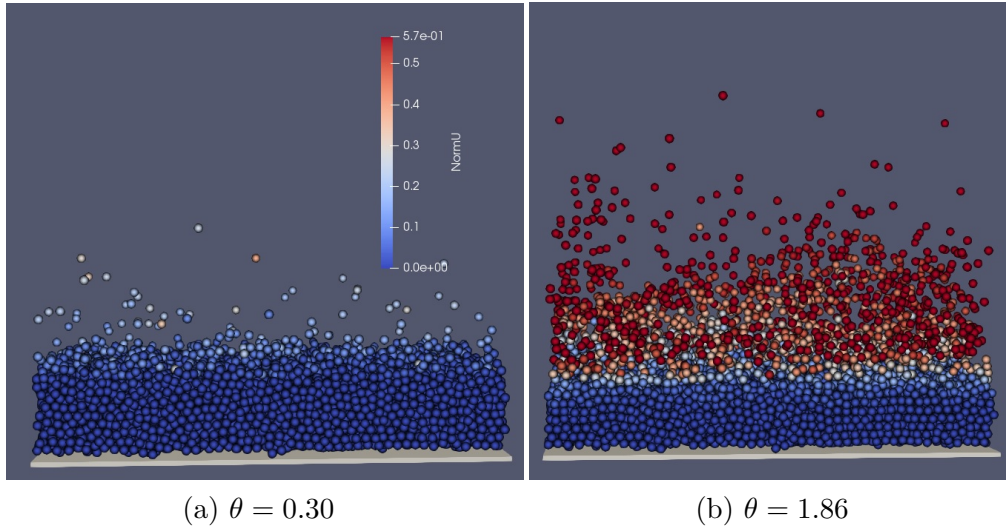 5.7e-01
0.5
0.4
0.3
0.2
0.1
0.0e+00
NormU
(a) θ = 0.30
(b) θ = 1.86